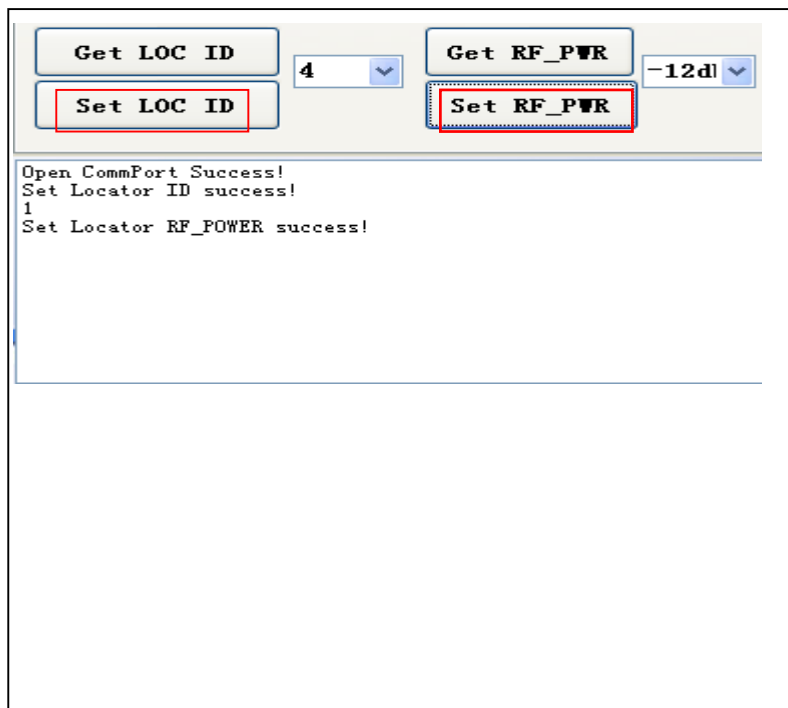 Get LOC ID
4
Get RF_PWR
-12d
Set LOC ID
Set RF_PWR
Open CommPort Success!
Set Locator ID success!
1
Set Locator RF_POWER success!